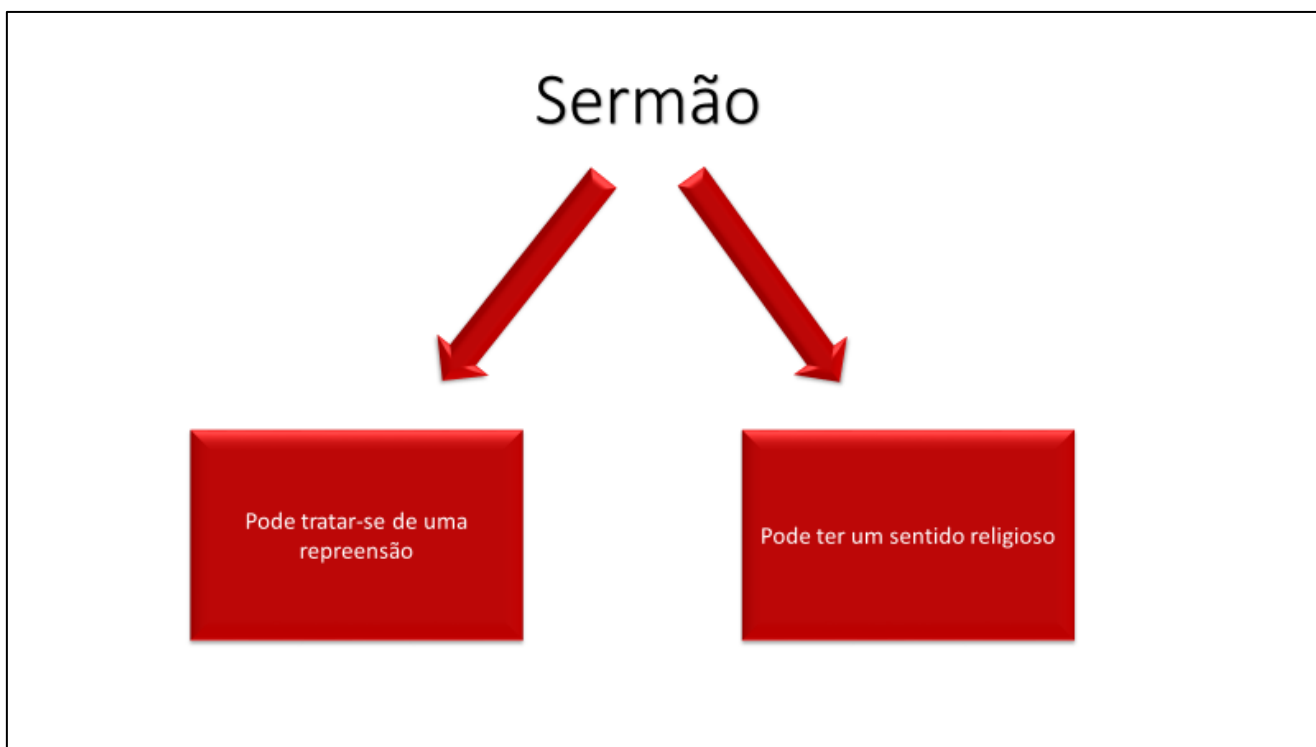 Sermão
Pode tratar-se de uma
repreensão
Pode ter um sentido religioso